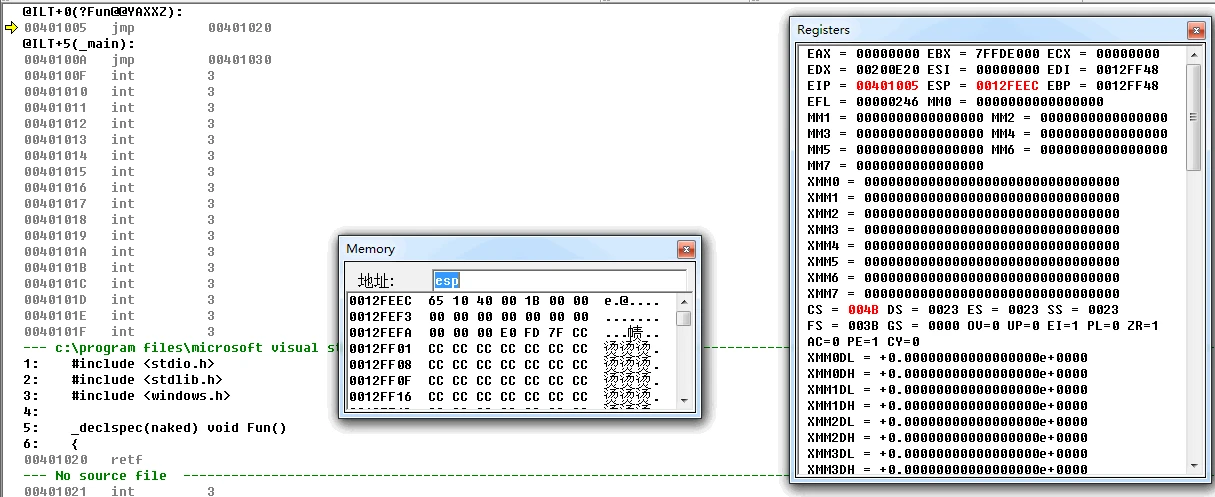 @ILT+0(?Fun@@YAXXZ):
00401005 jmp 00401020
@ILT+5(_main):
0040100A jmp 00401030
0040100F int 3
00401010 int 3
00401011 int 3
00401012 int 3
00401013 int 3
00401014 int 3
00401015 int 3
00401016 int 3
00401017 int 3
00401018 int 3
00401019 int 3
0040101A int 3
0040101B int 3
0040101C int 3
0040101D int 3
0040101E int 3
0040101F int 3
--- c:\program files\microsoft visual st
1: #include <stdio.h>
2: #include <stdlib.h>
3: #include <windows.h>
4:
5: _declspec(naked) void Fun()
6: {
00401020 retf
--- No source file
00401021 int 3
Memory
地址: esp
0012FEEC 65 10 40 00 1B 00 00 e.@....
0012FEF3 00 00 00 00 00 00 00 .......
0012FEFA 00 00 00 E0 FD 7F CC
0012FF01 CC CC CC CC CC CC CC 烫烫烫.
0012FF08 CC CC CC CC CC CC CC 烫烫烫.
0012FF0F CC CC CC CC CC CC CC 烫烫烫.
0012FF16 CC CC CC CC CC CC CC 烫烫烫.
Registers
EAX = 00000000 EBX = 7FFDE000 ECX = 00000000
EDX = 00200E20 ESI = 00000000 EDI = 0012FF48
EIP = 00401005 ESP = 0012FEEC EBP = 0012FF48
EFL = 00000246 MM0 = 0000000000000000
MM1 = 0000000000000000 MM2 = 0000000000000000
MM3 = 0000000000000000 MM4 = 0000000000000000
MM5 = 0000000000000000 MM6 = 0000000000000000
MM7 = 0000000000000000
XMM0 = 00000000000000000000000000000000
XMM1 = 00000000000000000000000000000000
XMM2 = 00000000000000000000000000000000
XMM3 = 00000000000000000000000000000000
XMM4 = 00000000000000000000000000000000
XMM5 = 00000000000000000000000000000000
XMM6 = 00000000000000000000000000000000
XMM7 = 00000000000000000000000000000000
CS = 004B DS = 0023 ES = 0023 SS = 0023
FS = 003B GS = 0000 OV=0 UP=0 EI=1 PL=0 ZR=1
AC=0 PE=1 CY=0
XMM0DL = +0.00000000000000e+0000
XMM0DH = +0.00000000000000e+0000
XMM1DL = +0.00000000000000e+0000
XMM1DH = +0.00000000000000e+0000
XMM2DL = +0.00000000000000e+0000
XMM2DH = +0.00000000000000e+0000
XMM3DL = +0.00000000000000e+0000
XMM3DH = +0.00000000000000e+0000